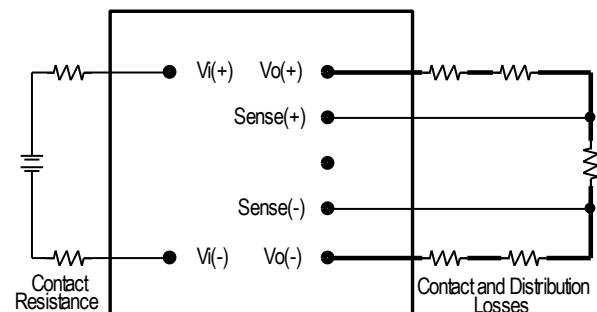 Vi(+) Vo(+)
Sense(+)
Sense(-)
Vi(-) Vo(-)
Contact
Resistance
Contact and Distribution
Losses